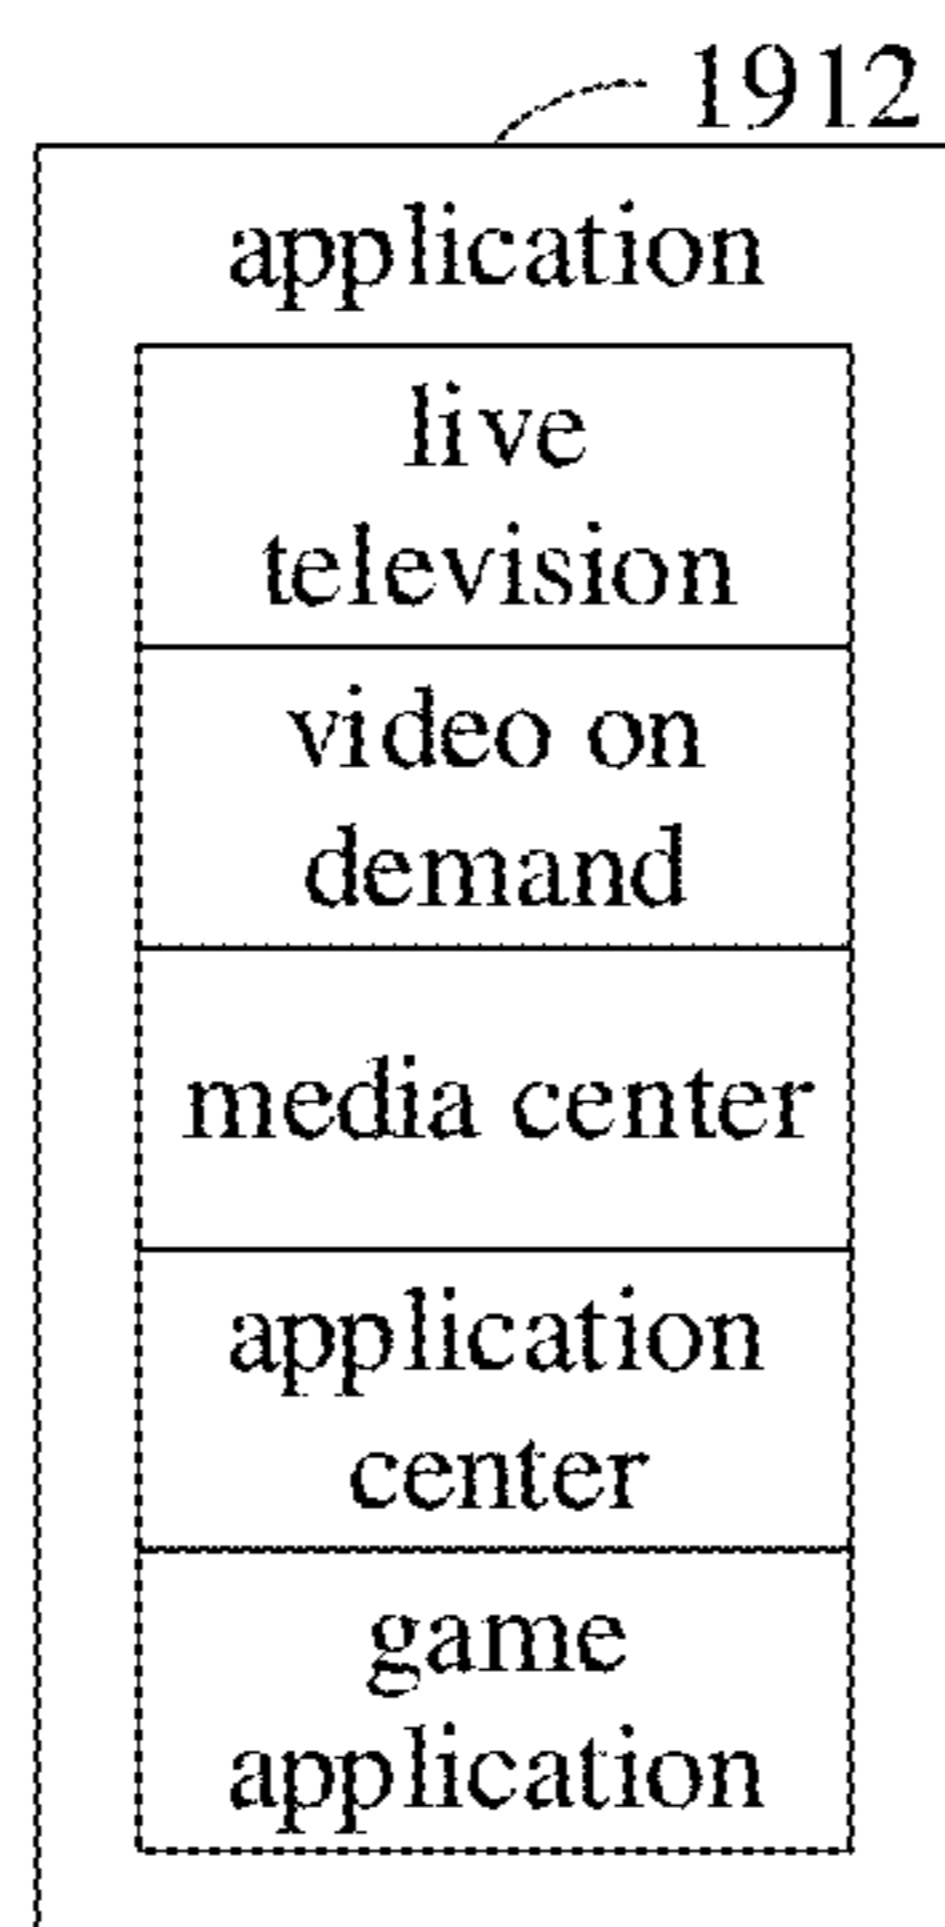 1912
application
live
television
video on
demand
media center
application
center
game
application